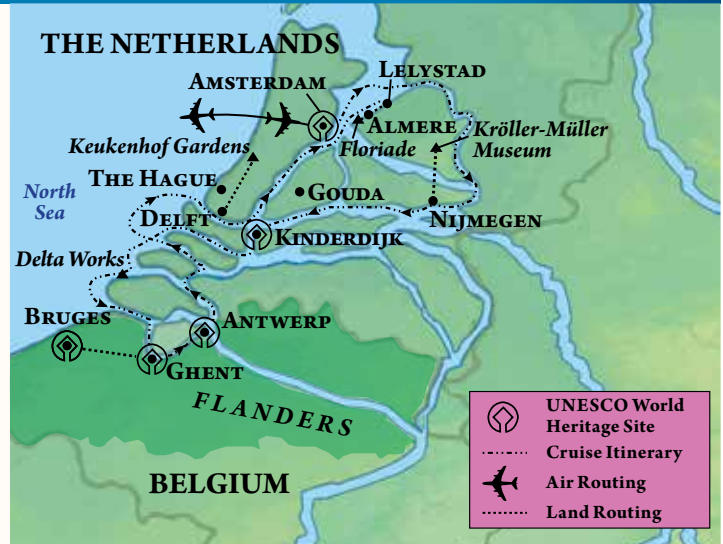 THE NETHERLANDS
AMSTERDAM
LELYSTAD
ALMERE
Floriade
Kröller-Müller
Museum
Keukenhof Gardens
North
Sea
THE HAGUE
GOUDA
DELFT
NIJMEGEN
KINDERDIJK
Delta Works
BRUGES
ANTWERP
GHENT
FLANDERS
BELGIUM
UNESCO World
Heritage Site
Cruise Itinerary
Air Routing
Land Routing